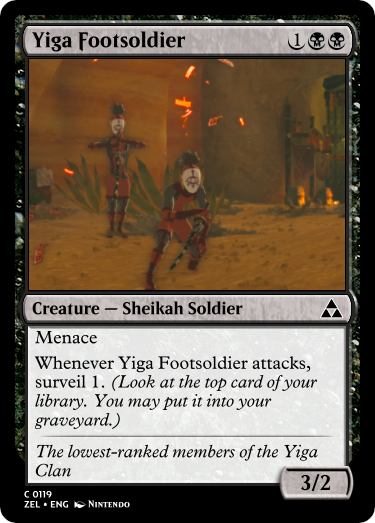 Yiga Footsoldier 1
Creature — Sheikah Soldier
Menace
Whenever Yiga Footsoldier attacks,
surveil 1. (Look at the top card of your
library. You may put it into your
graveyard.)
The lowest-ranked members of the Yiga
Clan
3/2
C 0119
ZEL • ENG Nintendo